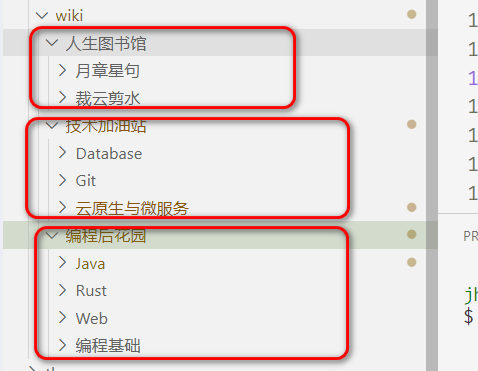 wiki
人生图书馆
月章星句
裁云剪水
技术加油站
Database
Git
云原生与微服务
编程后花园
Java
Rust
Web
编程基础
1
1
1
1
1
1
1
PR
jh
$